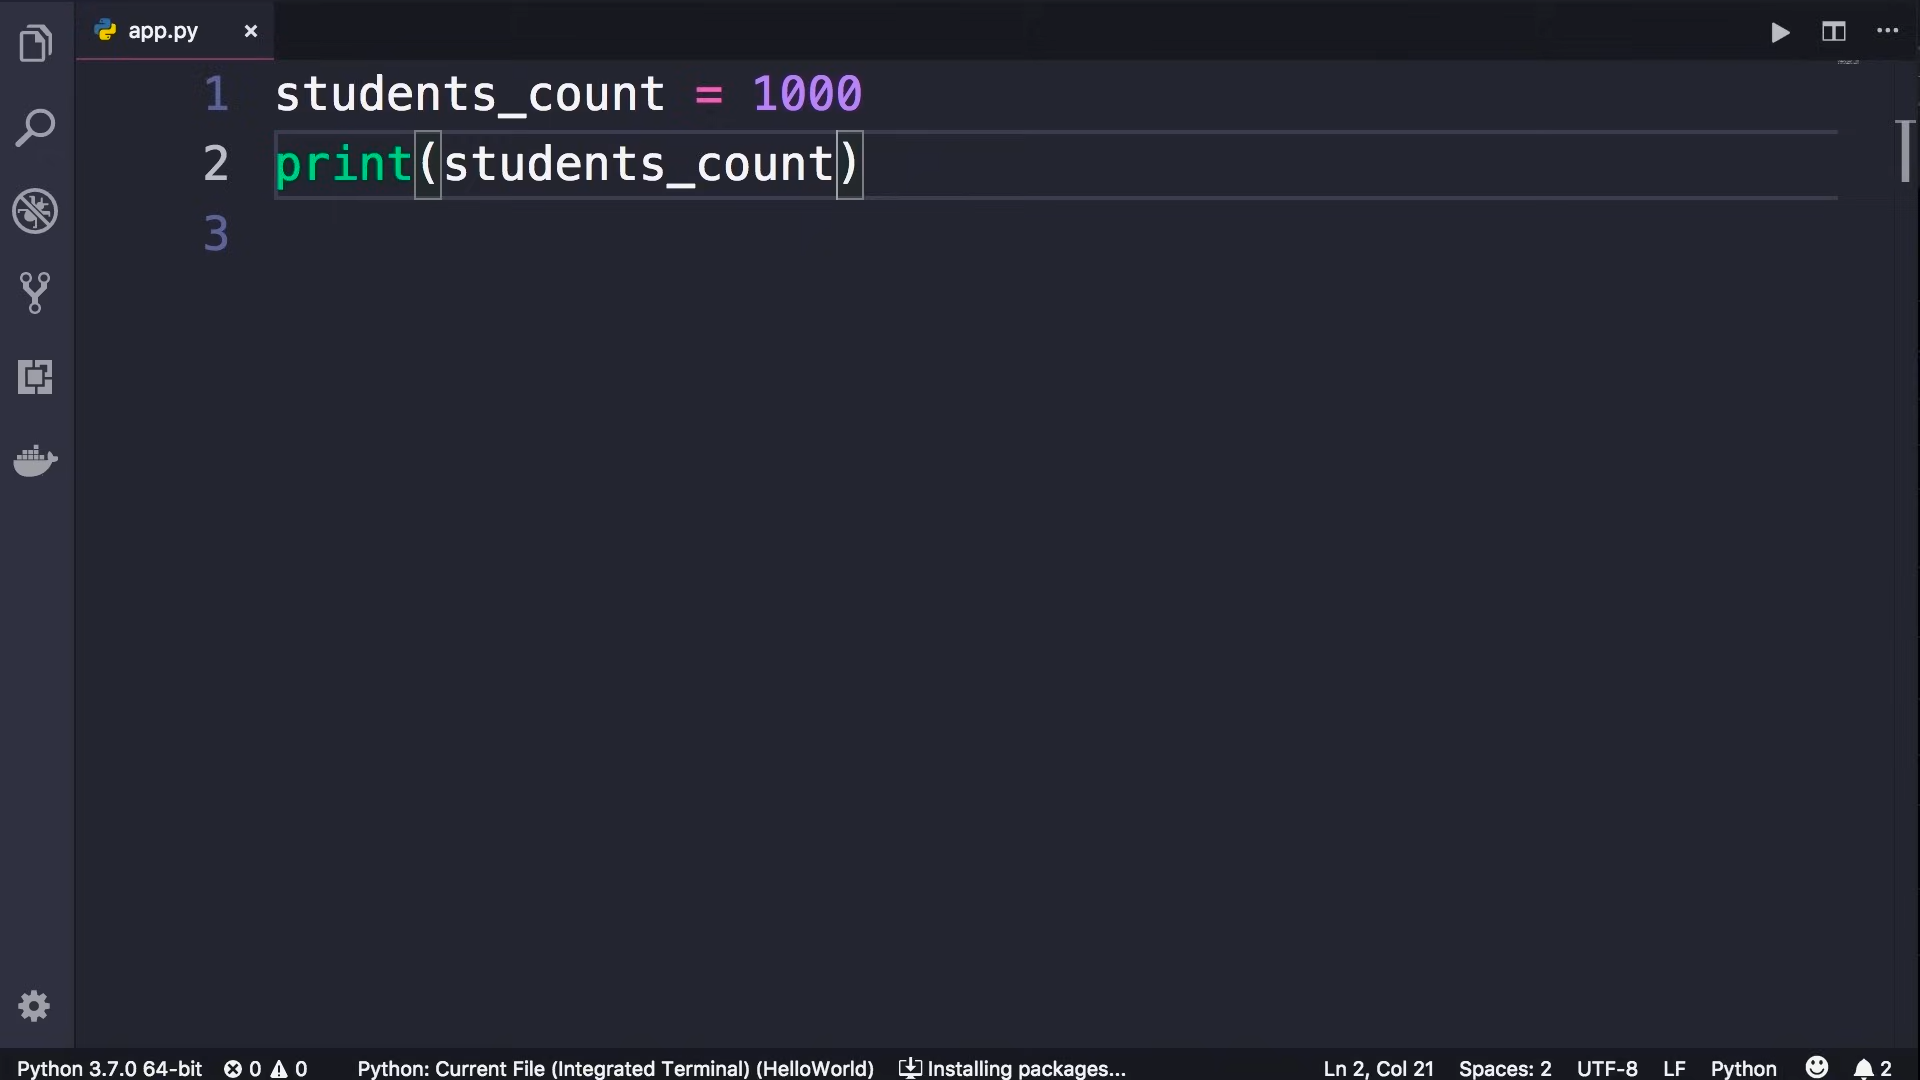 app.py
1 students_count = 1000
2 print(students_count)
3
Python 3.7.0 64-bit 0 0 Python: Current File (Integrated Terminal) (HelloWorld) Installing packages... Ln 2, Col 21 Spaces: 2 UTF-8 LF Python 2